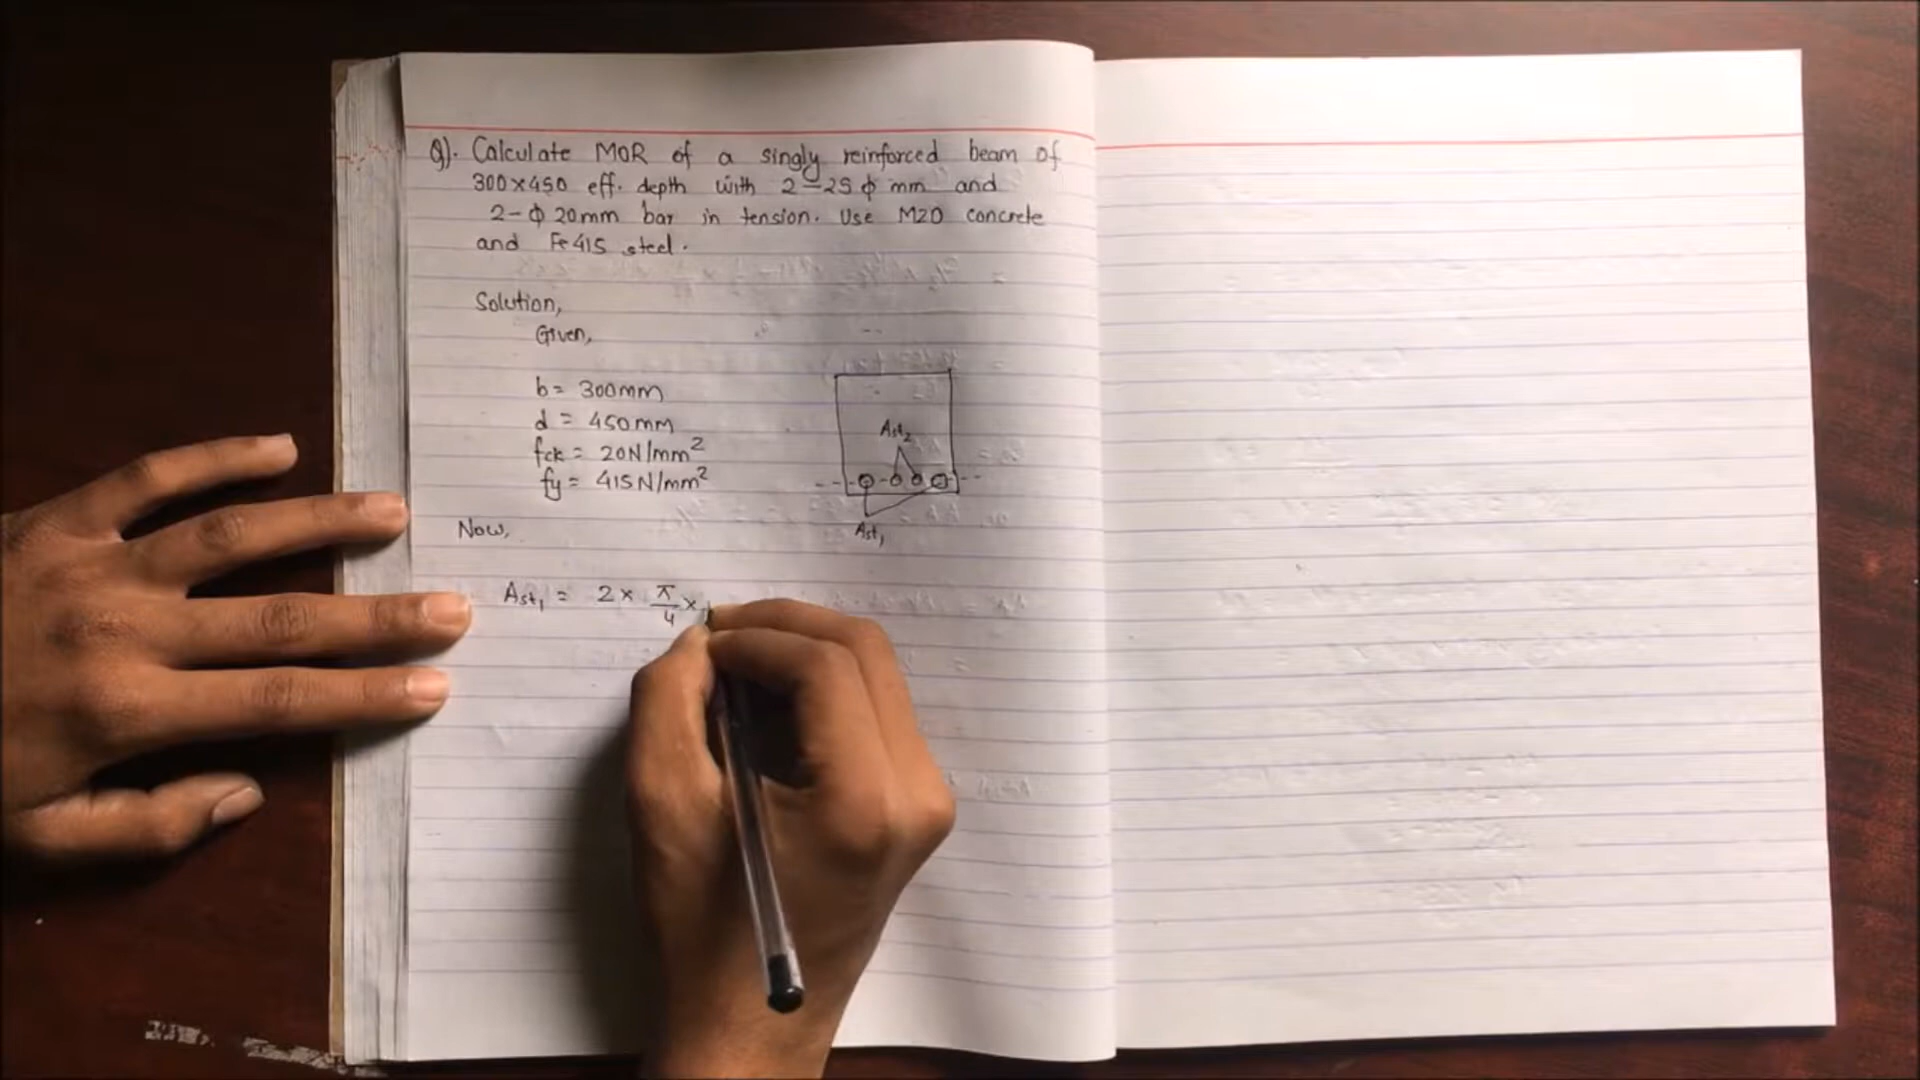 Q). Calculate MOR of a singly reinforced beam of
300×450 eff. depth with 2-25 ϕ mm and
2-ϕ 20mm bar in tension. Use M20 concrete
and Fe415 steel.
Solution,
Given,
b = 300mm
d = 450mm
fck = 20N/mm²
fy = 415N/mm²
Ast₂
Ast₁
Now,
Ast₁ = 2 × π/4 ×